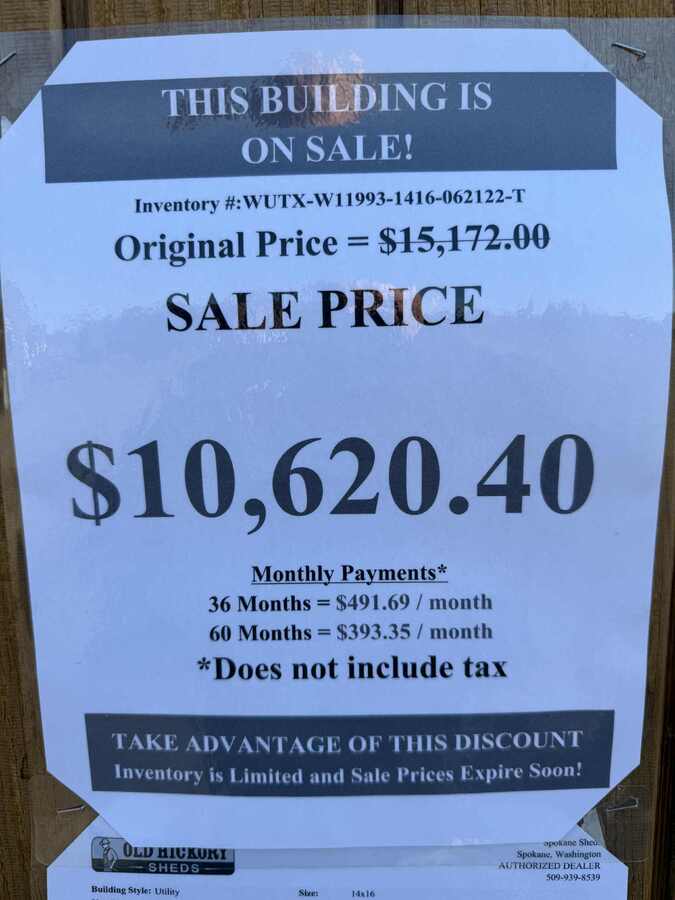 THIS BUILDING IS
ON SALE!
Inventory #:WUTX-W11993-1416-062122-T
Original Price = $15,172.00
SALE PRICE
$10,620.40
Monthly Payments*
36 Months = $491.69 / month
60 Months = $393.35 / month
*Does not include tax
TAKE ADVANTAGE OF THIS DISCOUNT
Inventory is Limited and Sale Prices Expire Soon!
OLD HICKORY
SHEDS
Spokane Shed
Spokane, Washington
AUTHORIZED DEALER
509-939-8539
Building Style: Utility
Size: 14x16